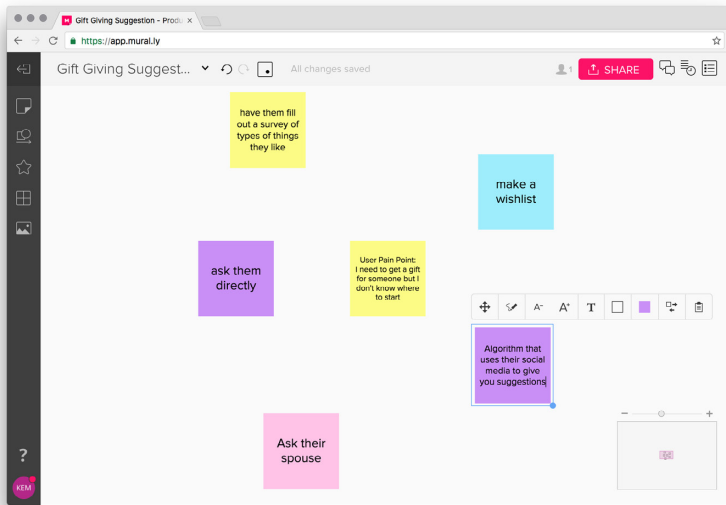 Gift Giving Suggestion - Produ
https://app.mural.ly
Gift Giving Suggest...
All changes saved
1
SHARE
have them fill
out a survey of
types of things
they like
make a
wishlist
ask them
directly
User Pain Point:
I need to get a gift
for someone but I
don't know where
to start
A-
A+
T
Algorithm that
uses their social
media to give
you suggestions
Ask their
spouse
?
KEM